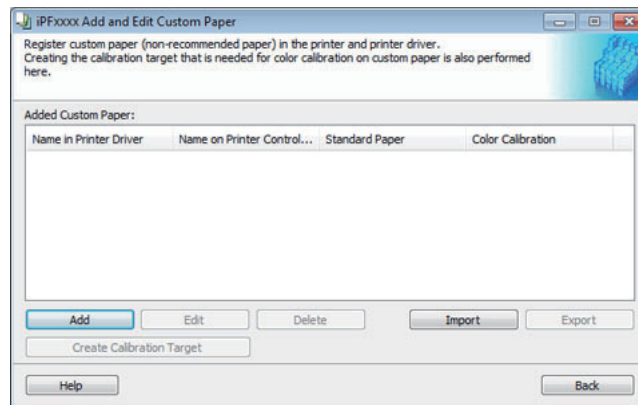 iPFxxxx Add and Edit Custom Paper
Register custom paper (non-recommended paper) in the printer and printer driver.
Creating the calibration target that is needed for color calibration on custom paper is also performed
here.
Added Custom Paper:
Name in Printer Driver Name on Printer Control... Standard Paper Color Calibration
Add Edit Delete Import Export
Create Calibration Target
Help Back